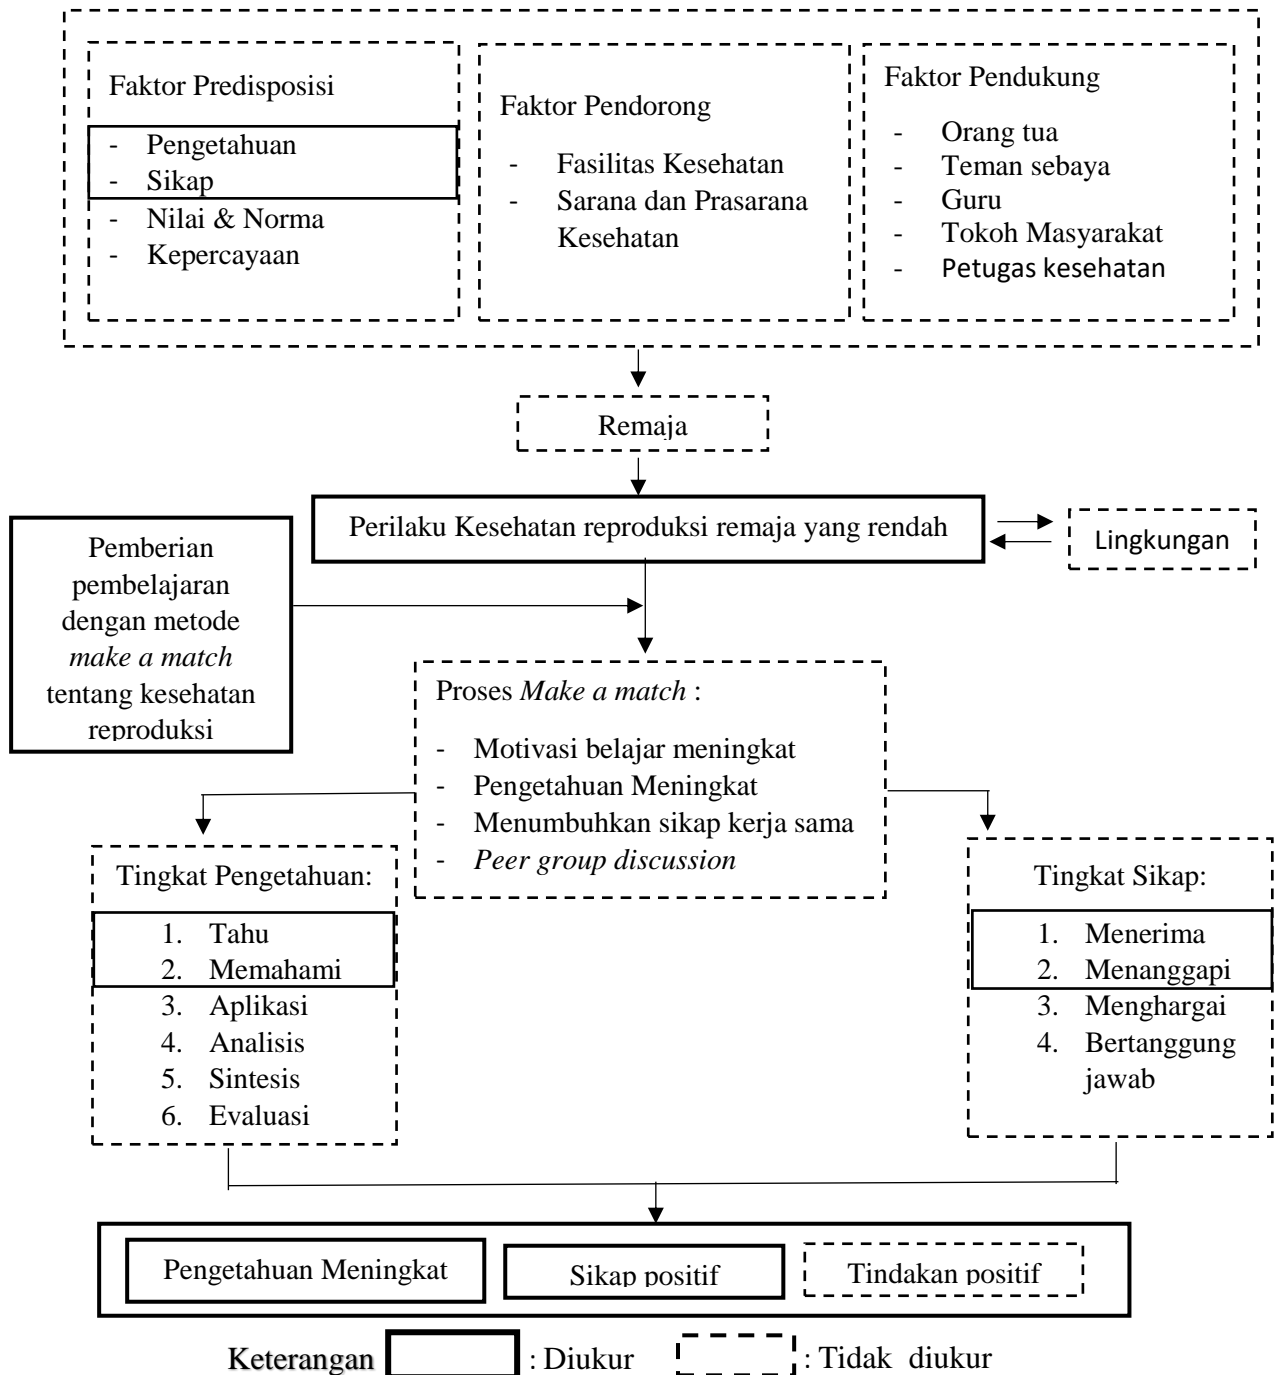 Faktor Predisposisi
- Pengetahuan
- Sikap
- Nilai & Norma
- Kepercayaan
Faktor Pendorong
- Fasilitas Kesehatan
- Sarana dan Prasarana
Kesehatan
Faktor Pendukung
- Orang tua
- Teman sebaya
- Guru
- Tokoh Masyarakat
- Petugas kesehatan
Remaja
Perilaku Kesehatan reproduksi remaja yang rendah
Lingkungan
Pemberian
pembelajaran
dengan metode
make a match
tentang kesehatan
reproduksi
Proses Make a match :
- Motivasi belajar meningkat
- Pengetahuan Meningkat
- Menumbuhkan sikap kerja sama
- Peer group discussion
Tingkat Pengetahuan:
1. Tahu
2. Memahami
3. Aplikasi
4. Analisis
5. Sintesis
6. Evaluasi
Tingkat Sikap:
1. Menerima
2. Menanggapi
3. Menghargai
4. Bertanggung
jawab
Pengetahuan Meningkat
Sikap positif
Tindakan positif
Keterangan : Diukur : Tidak diukur